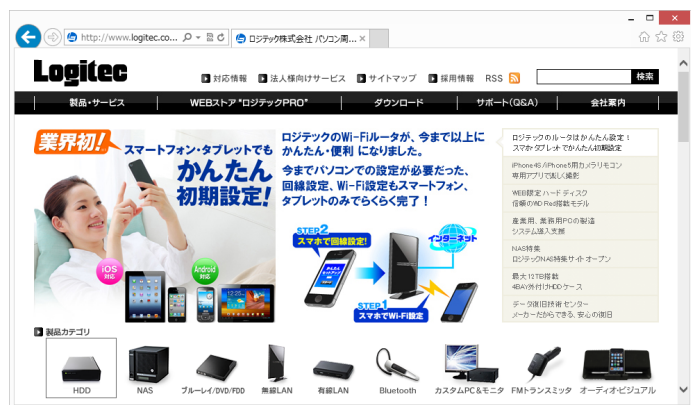 http://www.logitec.co...
ロジテック株式会社 パソコン周...
Logitec
対応情報 法人様向けサービス サイトマップ 採用情報 RSS
検索
製品・サービス WEBストア "ロジテックPRO" ダウンロード サポート(Q&A) 会社案内
業界初!
スマートフォン・タブレットでも
かんたん
初期設定!
ロジテックのWi-Fiルータが、今まで以上に
かんたん・便利 になりました。
今までパソコンでの設定が必要だった、
回線設定、Wi-Fi設定もスマートフォン、
タブレットのみでらくらく完了!
STEP2
スマホで回線設定!
インターネット
かんたん
セットアップ
STEP1
スマホでWi-Fi設定
iOS
対応
Android
対応
ロジテックのルータはかんたん設定!
スマホ・タブレットでかんたん初期設定
iPhone4S/iPhone5用カメラリモコン
専用アプリで楽しく撮影
WEB限定 ハードディスク
信頼のWD Red搭載モデル
産業用、業務用PCの製造
システム導入支援
NAS特集
ロジテックNAS特集サイトオープン
最大12TB搭載
4BAY外付けHDDケース
データ復旧技術センター
メーカーだからできる、安心の復旧
製品カテゴリ
HDD NAS ブルーレイ/DVD/FDD 無線LAN 有線LAN Bluetooth カスタムPC&モニタ FMトランスミッタ オーディオ・ビジュアル